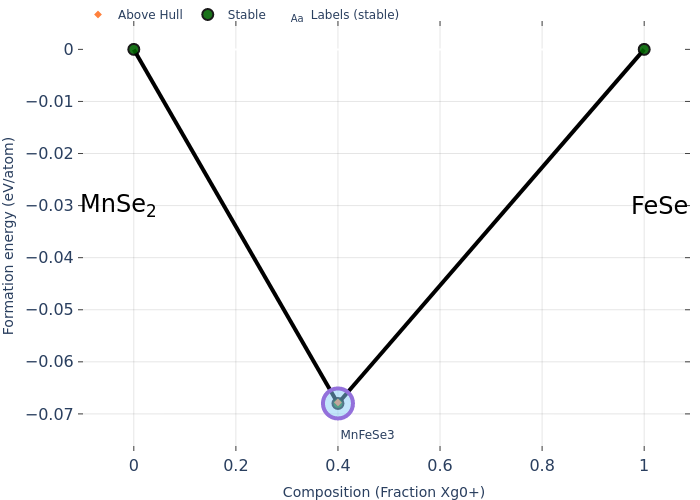 Above Hull
Stable
Aa Labels (stable)
0
−0.01
−0.02
−0.03
−0.04
−0.05
−0.06
−0.07
Formation energy (eV/atom)
MnSe₂
FeSe
MnFeSe3
0 0.2 0.4 0.6 0.8 1
Composition (Fraction Xg0+)